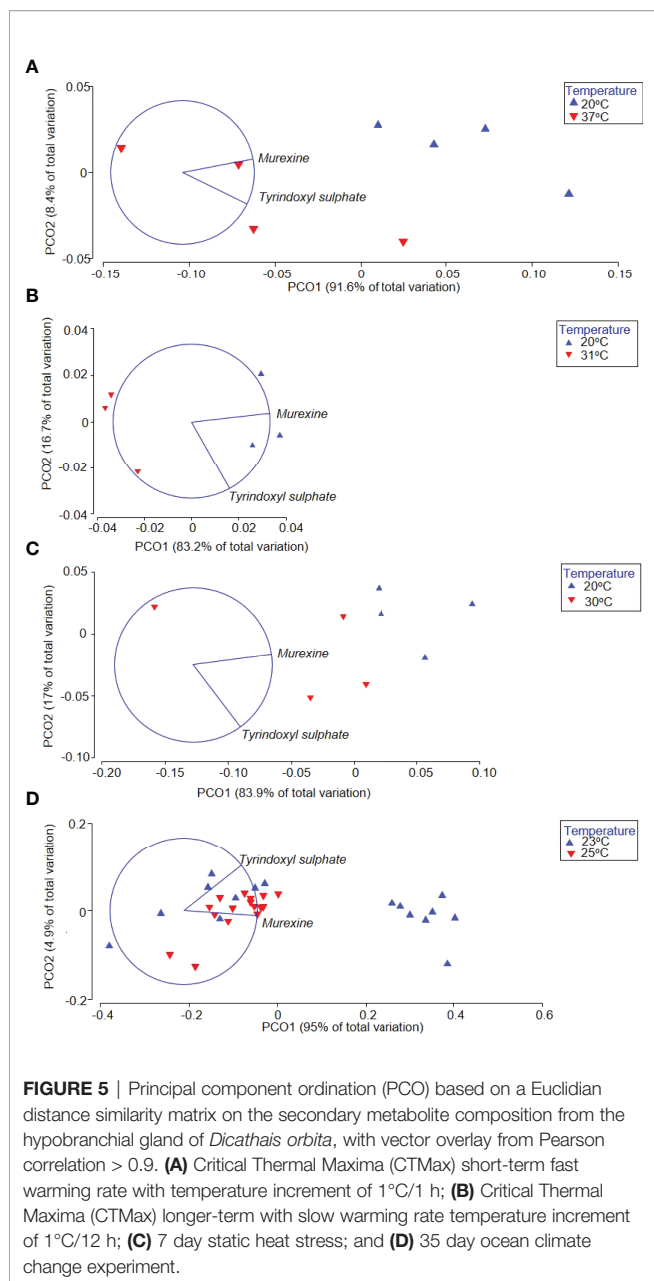 A
0.05
0
-0.05
PCO2 (8.4% of total variation)
-0.15
-0.10
-0.05
0
0.05
0.10
0.15
PCO1 (91.6% of total variation)
Murexine
Tyrindoxyl sulphate
Temperature
20ºC
37ºC
B
0.04
0.02
0
-0.02
-0.04
PCO2 (16.7% of total variation)
-0.04
-0.02
0
0.02
0.04
PCO1 (83.2% of total variation)
Murexine
Tyrindoxyl sulphate
Temperature
20ºC
31ºC
C
0.05
0
-0.05
-0.10
PCO2 (17% of total variation)
-0.20
-0.15
-0.10
-0.05
0
0.05
0.10
PCO1 (83.9% of total variation)
Murexine
Tyrindoxyl sulphate
Temperature
20ºC
30ºC
D
0.2
0
-0.2
PCO2 (4.9% of total variation)
-0.4
-0.2
0
0.2
0.4
0.6
PCO1 (95% of total variation)
Tyrindoxyl sulphate
Murexine
Temperature
23ºC
25ºC
FIGURE 5 | Principal component ordination (PCO) based on a Euclidian
distance similarity matrix on the secondary metabolite composition from the
hypobranchial gland of Dicathais orbita, with vector overlay from Pearson
correlation > 0.9. (A) Critical Thermal Maxima (CTMax) short-term fast
warming rate with temperature increment of 1°C/1 h; (B) Critical Thermal
Maxima (CTMax) longer-term with slow warming rate temperature increment
of 1°C/12 h; (C) 7 day static heat stress; and (D) 35 day ocean climate
change experiment.